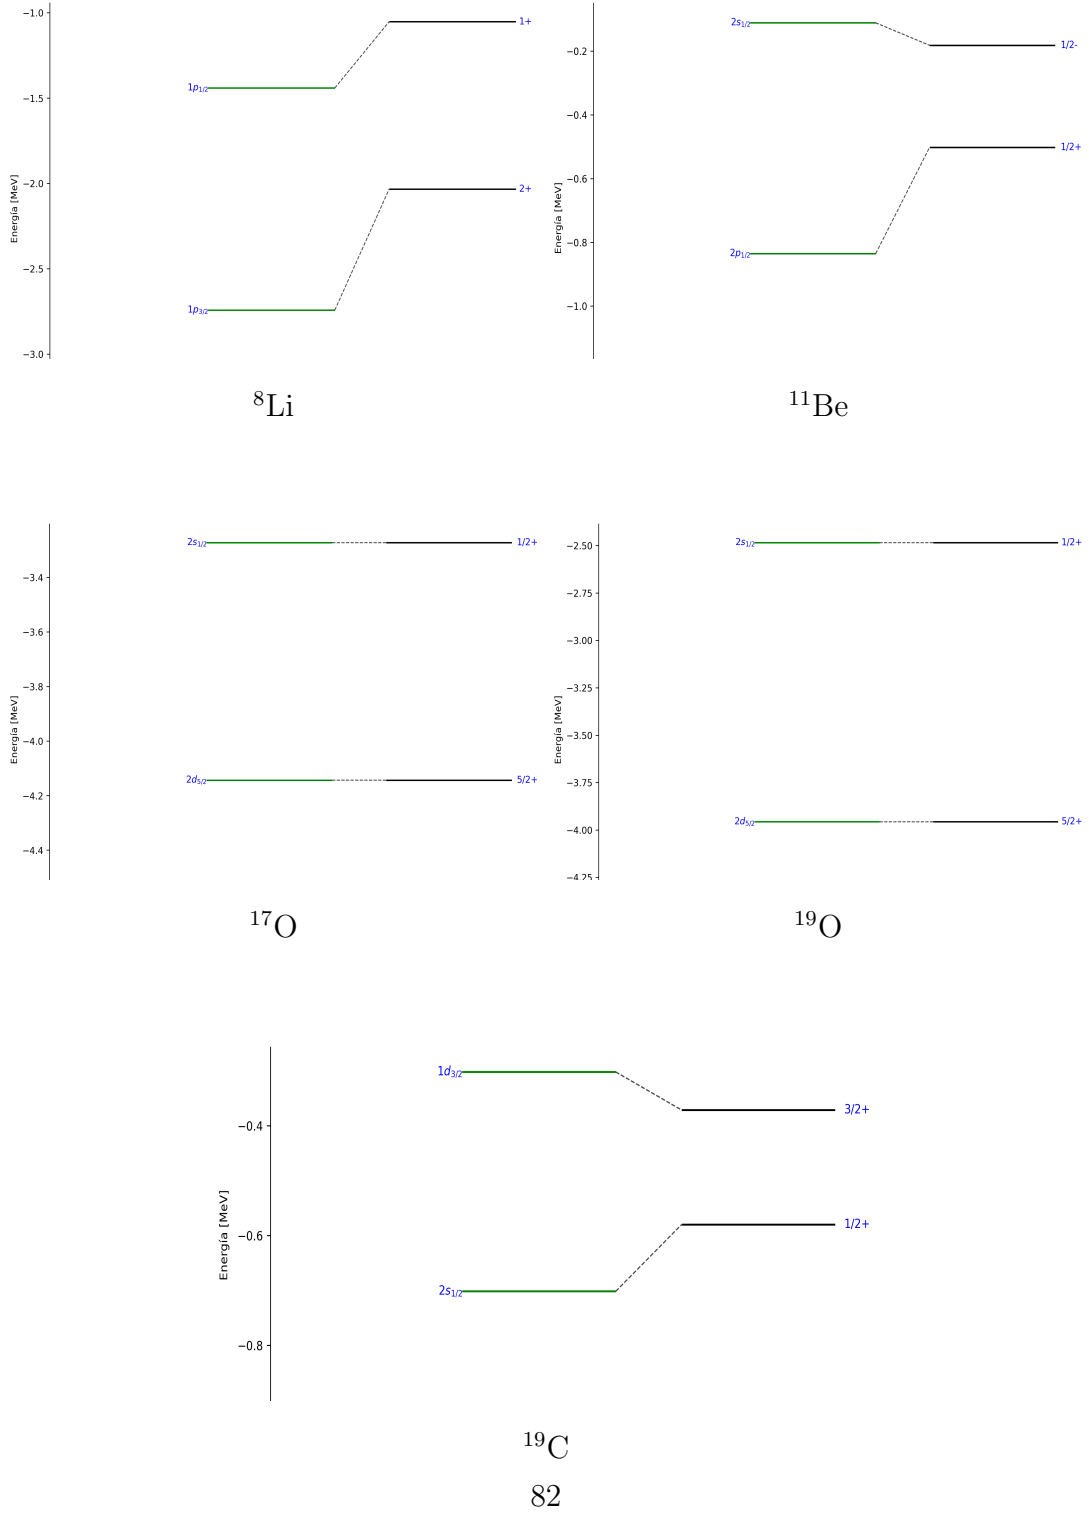 −1.0
−1.5
−2.0
−2.5
−3.0
Energía [MeV]
1p1/2
1p3/2
1+
2+
⁸Li
−0.2
−0.4
−0.6
−0.8
−1.0
Energía [MeV]
2s1/2
2p1/2
1/2-
1/2+
¹¹Be
−3.4
−3.6
−3.8
−4.0
−4.2
−4.4
Energía [MeV]
2s1/2
2d5/2
1/2+
5/2+
¹⁷O
−2.50
−2.75
−3.00
−3.25
−3.50
−3.75
−4.00
−4.25
Energía [MeV]
2s1/2
2d5/2
1/2+
5/2+
¹⁹O
−0.4
−0.6
−0.8
Energía [MeV]
1d3/2
2s1/2
3/2+
1/2+
¹⁹C
82